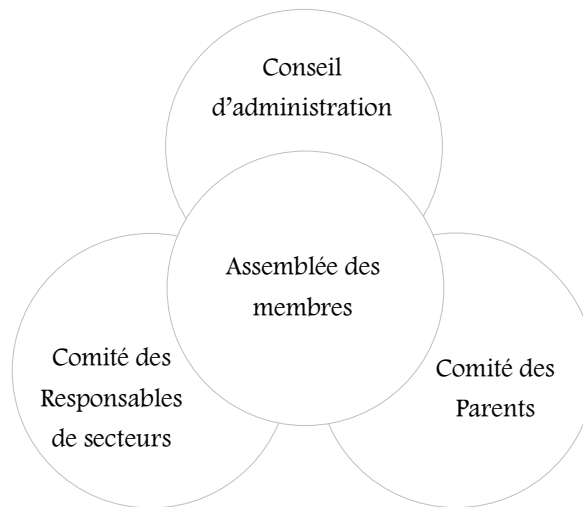 Conseil
d’administration
Assemblée des
membres
Comité des
Responsables
de secteurs
Comité des
Parents